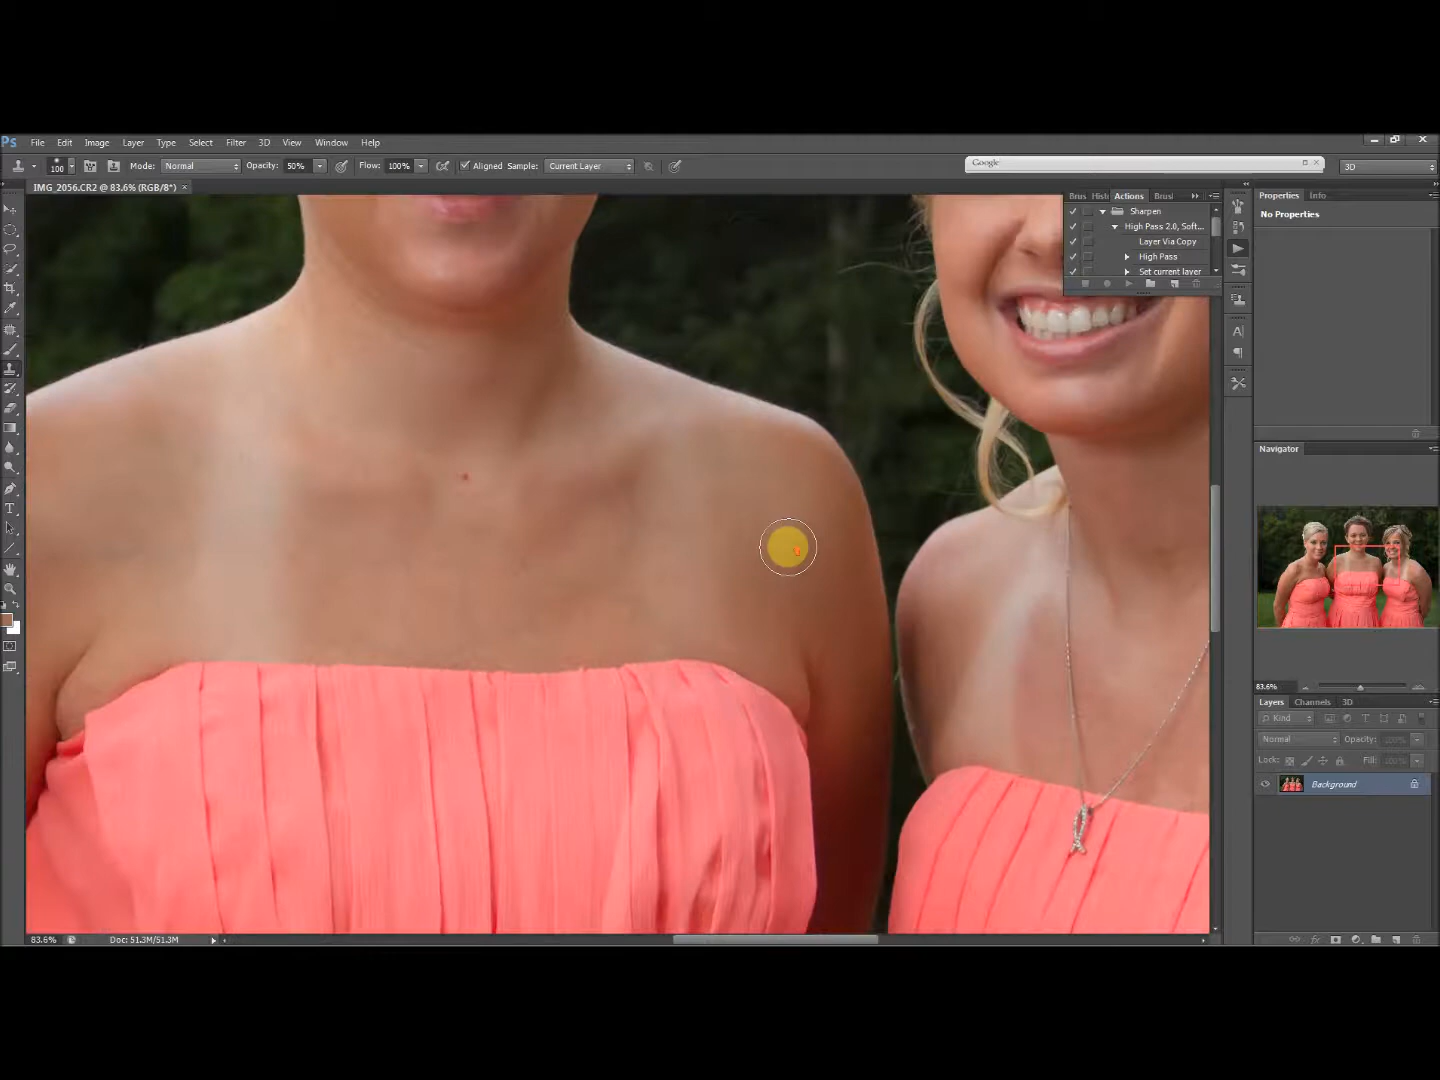 Ps File Edit Image Layer Type Select Filter 3D View Window Help
100 Mode: Normal Opacity: 50% Flow: 100% Aligned Sample: Current Layer Google 3D
IMG_2056.CR2 @ 83.6% (RGB/8*) ×
Brus Hist Actions Brusl
Sharpen
High Pass 2.0, Soft...
Layer Via Copy
High Pass
Set current layer
Properties Info
No Properties
Navigator
83.6%
Layers Channels 3D
Kind
Normal Opacity: 100%
Lock: Fill: 100%
Background
83.6% Doc: 51.3M/51.3M